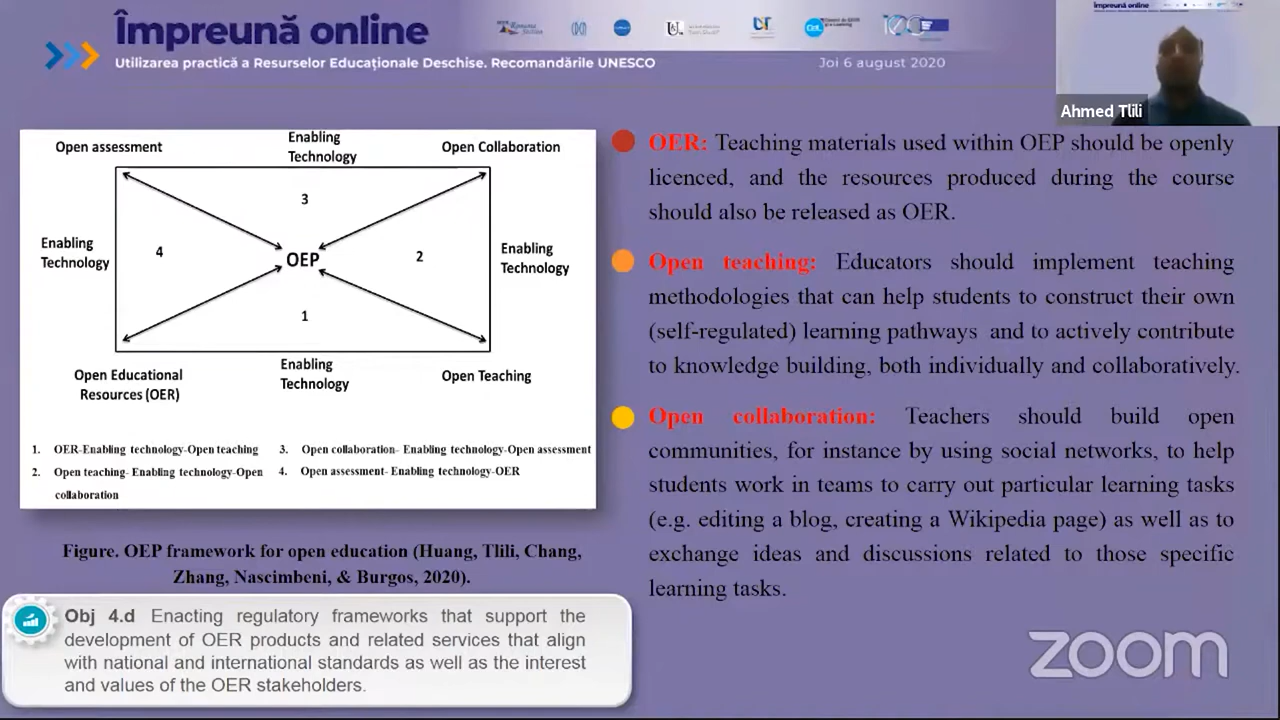 Împreună online
Utilizarea practică a Resurselor Educaționale Deschise. Recomandările UNESCO
Joi 6 august 2020
Împreună online
Ahmed Tlili
Open assessment
Enabling
Technology
Open Collaboration
3
Enabling
Technology
4
OEP
2
Enabling
Technology
1
Open Educational
Resources (OER)
Enabling
Technology
Open Teaching
1. OER-Enabling technology-Open teaching
2. Open teaching- Enabling technology-Open
collaboration
3. Open collaboration- Enabling technology-Open assessment
4. Open assessment- Enabling technology-OER
Figure. OEP framework for open education (Huang, Tlili, Chang,
Zhang, Nascimbeni, & Burgos, 2020).
Obj 4.d Enacting regulatory frameworks that support the
development of OER products and related services that align
with national and international standards as well as the interest
and values of the OER stakeholders.
OER: Teaching materials used within OEP should be openly
licenced, and the resources produced during the course
should also be released as OER.
Open teaching: Educators should implement teaching
methodologies that can help students to construct their own
(self-regulated) learning pathways and to actively contribute
to knowledge building, both individually and collaboratively.
Open collaboration: Teachers should build open
communities, for instance by using social networks, to help
students work in teams to carry out particular learning tasks
(e.g. editing a blog, creating a Wikipedia page) as well as to
exchange ideas and discussions related to those specific
learning tasks.
zoom